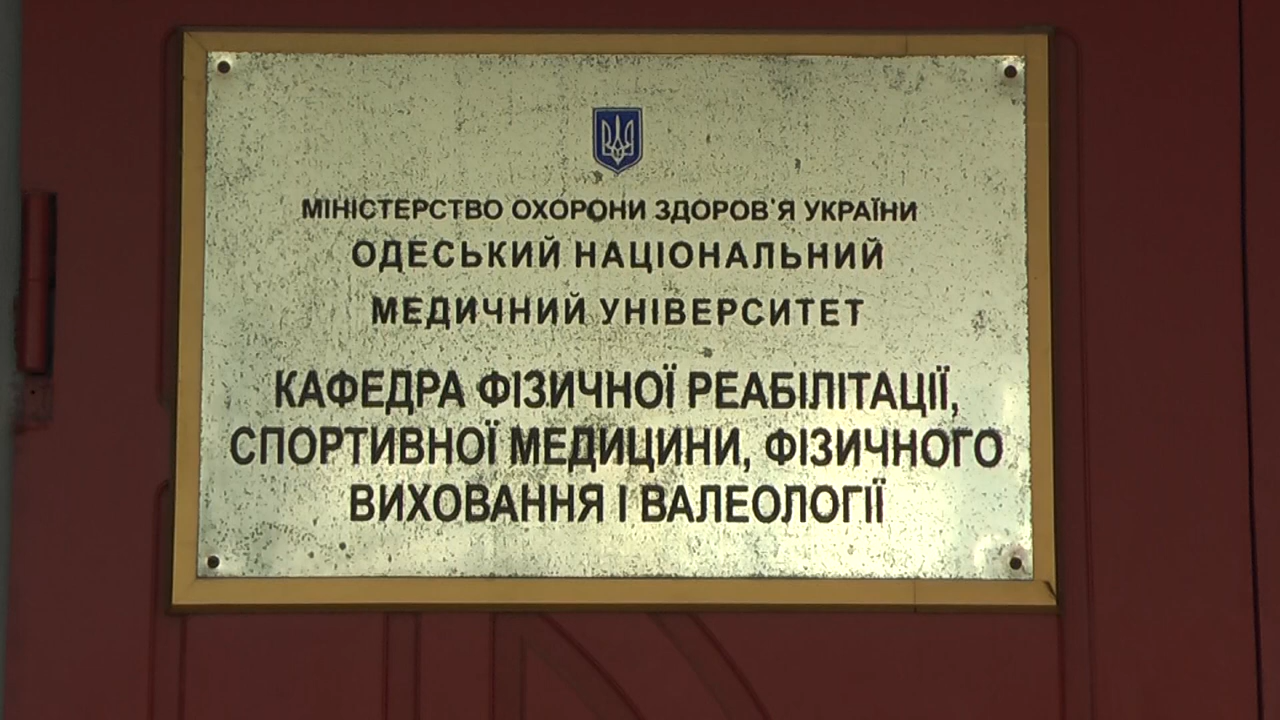 МІНІСТЕРСТВО ОХОРОНИ ЗДОРОВ'Я УКРАЇНИ
ОДЕСЬКИЙ НАЦІОНАЛЬНИЙ
МЕДИЧНИЙ УНІВЕРСИТЕТ
КАФЕДРА ФІЗИЧНОЇ РЕАБІЛІТАЦІЇ,
СПОРТИВНОЇ МЕДИЦИНИ, ФІЗИЧНОГО
ВИХОВАННЯ І ВАЛЕОЛОГІЇ